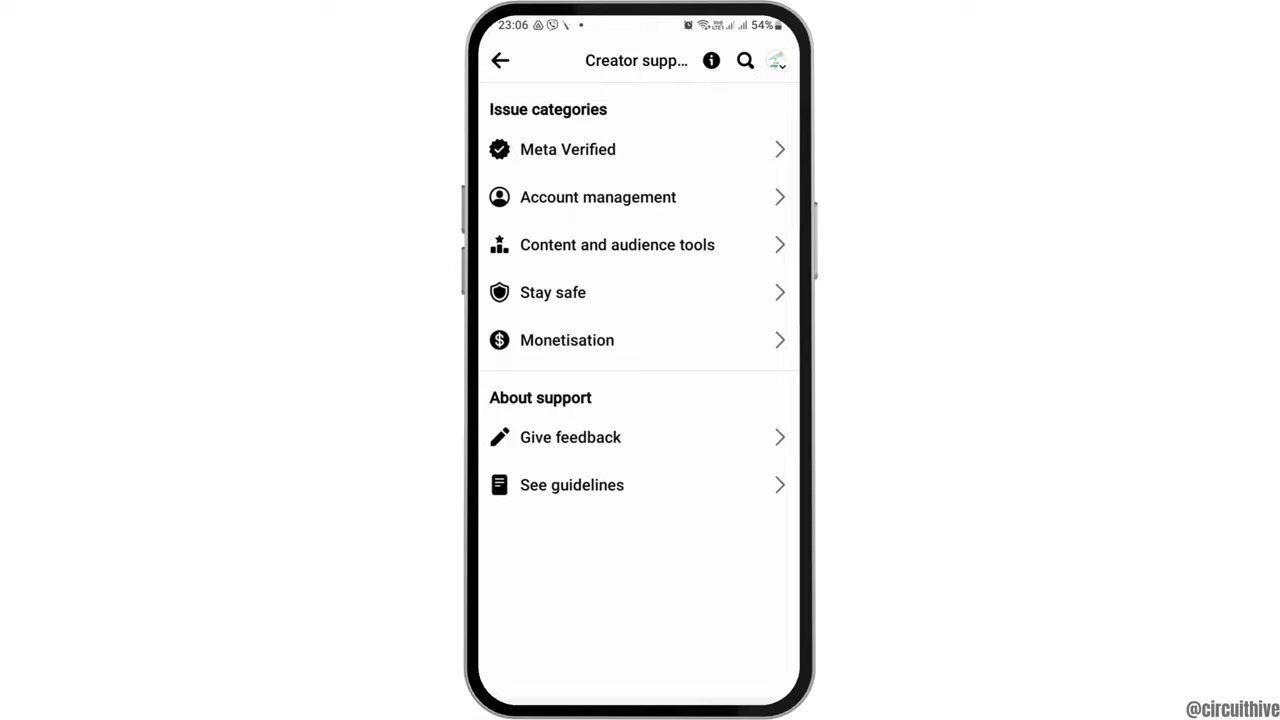 23:06 54%
Creator supp...
Issue categories
Meta Verified
Account management
Content and audience tools
Stay safe
Monetisation
About support
Give feedback
See guidelines
@circuithive